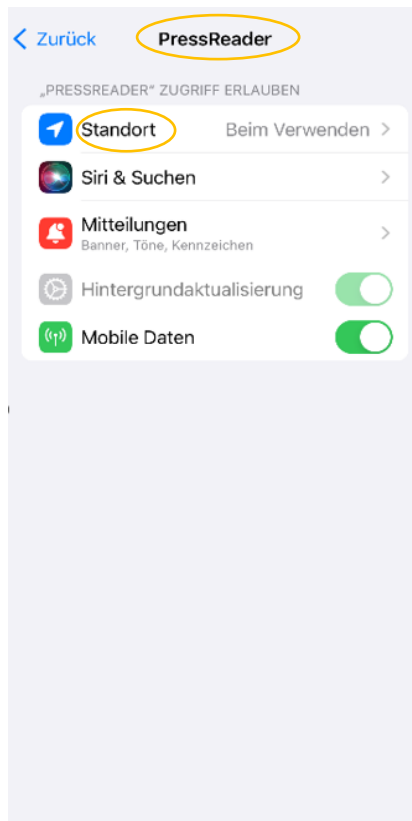 Zurück PressReader
„PRESSREADER“ ZUGRIFF ERLAUBEN
Standort Beim Verwenden
Siri & Suchen
Mitteilungen
Banner, Töne, Kennzeichen
Hintergrundaktualisierung
Mobile Daten